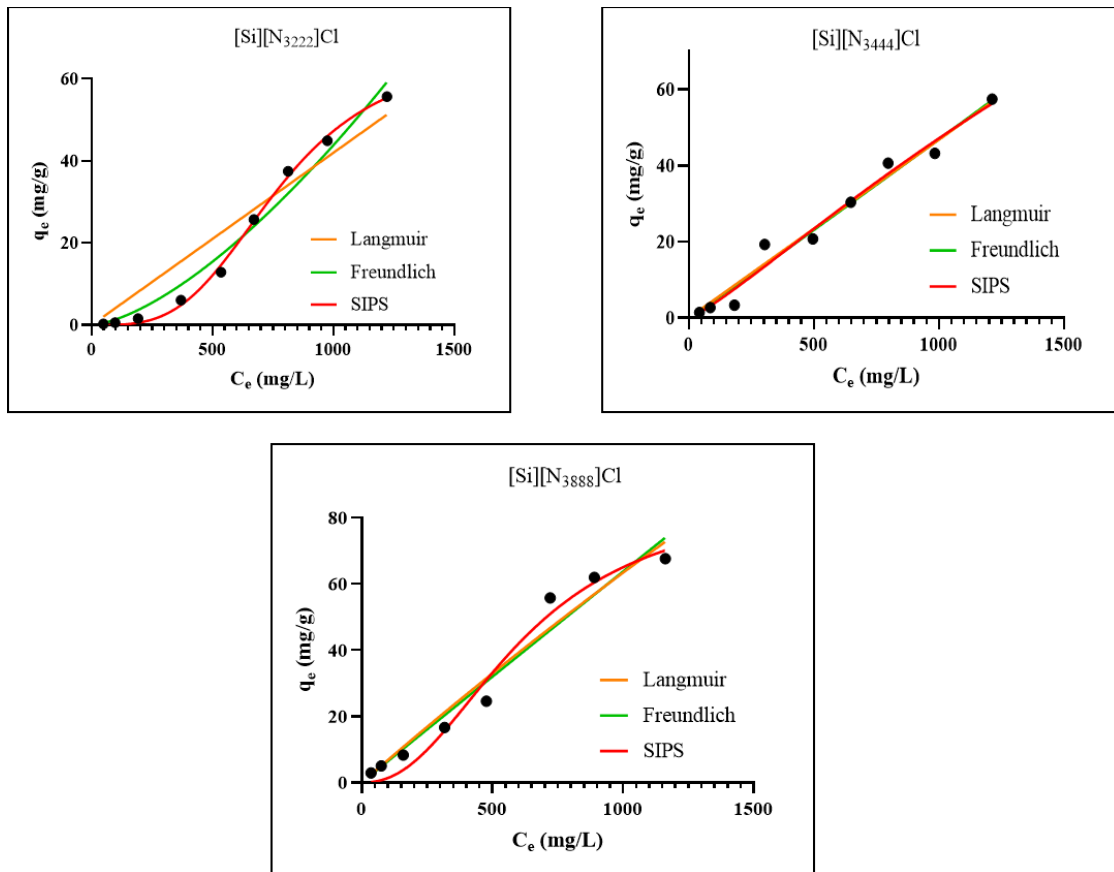 [Si][N3222]Cl
60
40
20
0
qe (mg/g)
Langmuir
Freundlich
SIPS
0 500 1000 1500
Ce (mg/L)
[Si][N3444]Cl
60
40
20
0
qe (mg/g)
Langmuir
Freundlich
SIPS
0 500 1000 1500
Ce (mg/L)
[Si][N3888]Cl
80
60
40
20
0
qe (mg/g)
Langmuir
Freundlich
SIPS
0 500 1000 1500
Ce (mg/L)